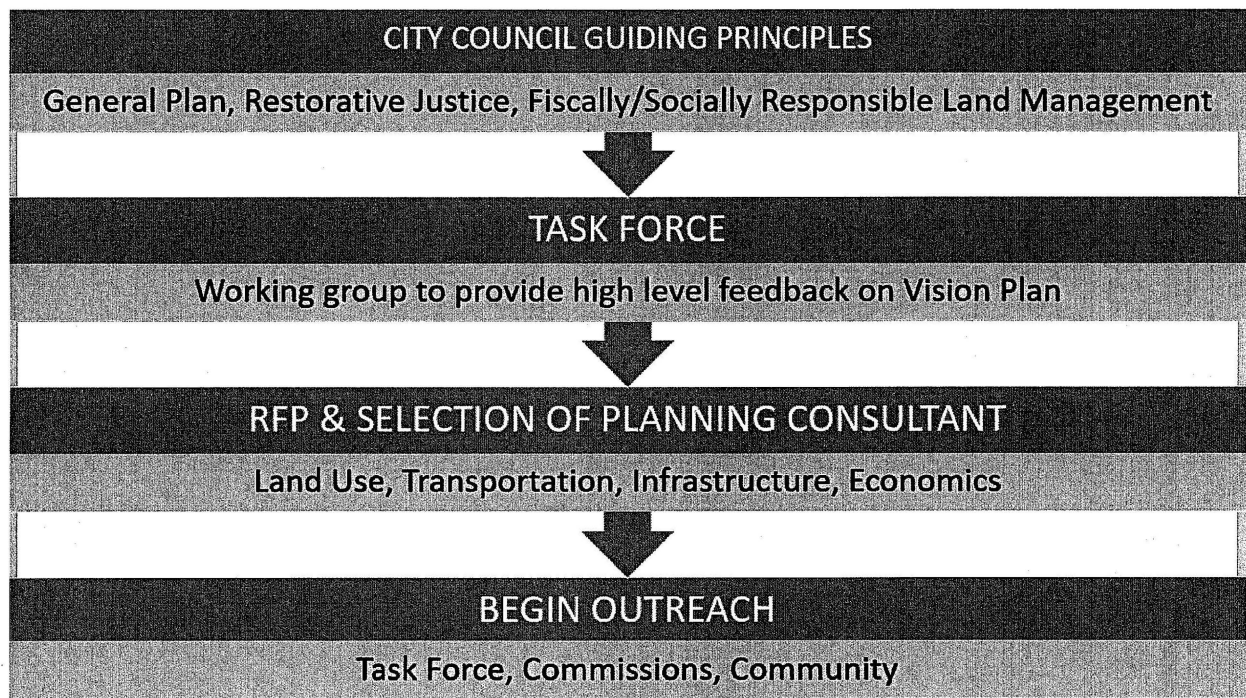 CITY COUNCIL GUIDING PRINCIPLES
General Plan, Restorative Justice, Fiscally/Socially Responsible Land Management
TASK FORCE
Working group to provide high level feedback on Vision Plan
RFP & SELECTION OF PLANNING CONSULTANT
Land Use, Transportation, Infrastructure, Economics
BEGIN OUTREACH
Task Force, Commissions, Community